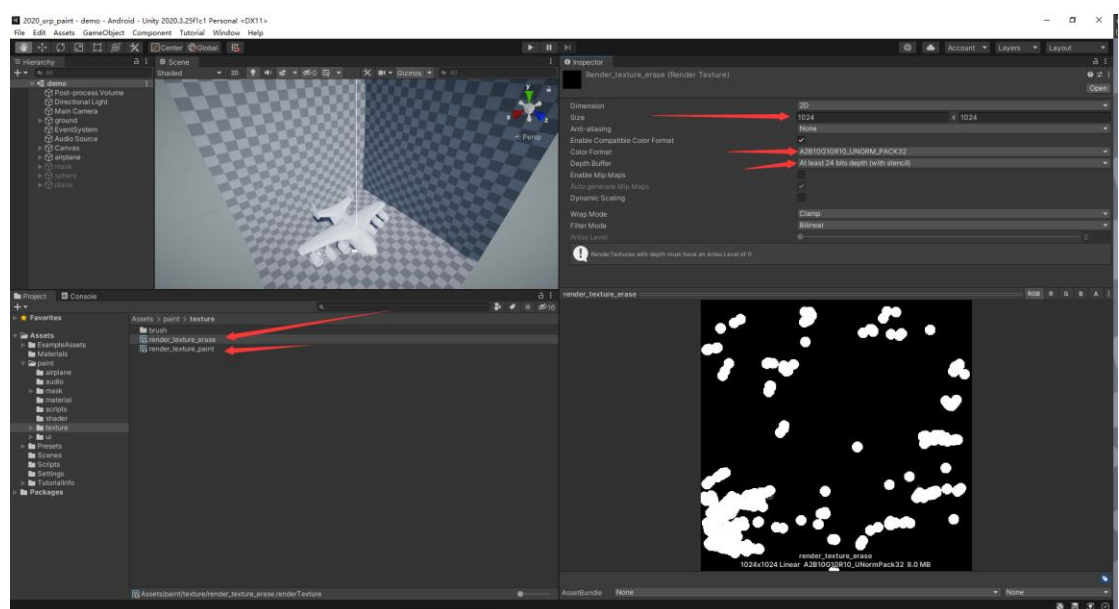 2020_urp_paint - demo - Android - Unity 2020.3.25f1c1 Personal <DX11>
File Edit Assets GameObject Component Tutorial Window Help
Center Global
Account Layers Layout
Hierarchy
Scene
Inspector
All
Shaded 2D Gizmos All
Render_texture_erase (Render Texture)
Open
demo
Post-process Volume
Directional Light
Main Camera
ground
EventSystem
Audio Source
Canvas
airplane
mask
sphere
plane
y
x
z
Persp
Dimension 2D
Size 1024 x 1024
Anti-aliasing None
Enable Compatible Color Format
Color Format A2B10G10R10_UNORM_PACK32
Depth Buffer At least 24 bits depth (with stencil)
Enable Mip Maps
Auto generate Mip Maps
Dynamic Scaling
Wrap Mode Clamp
Filter Mode Bilinear
Aniso Level 0
RenderTextures with depth must have an Aniso Level of 0.
Project Console
16
Favorites
Assets
ExampleAssets
Materials
paint
airplane
audio
mask
material
scripts
shader
texture
ui
Presets
Scenes
Scripts
Settings
TutorialInfo
Packages
Assets > paint > texture
brush
render_texture_erase
render_texture_paint
Assets/paint/texture/render_texture_erase.renderTexture
render_texture_erase
RGB R G B A
render_texture_erase
1024x1024 Linear A2B10G10R10_UNormPack32 8.0 MB
AssetBundle None None